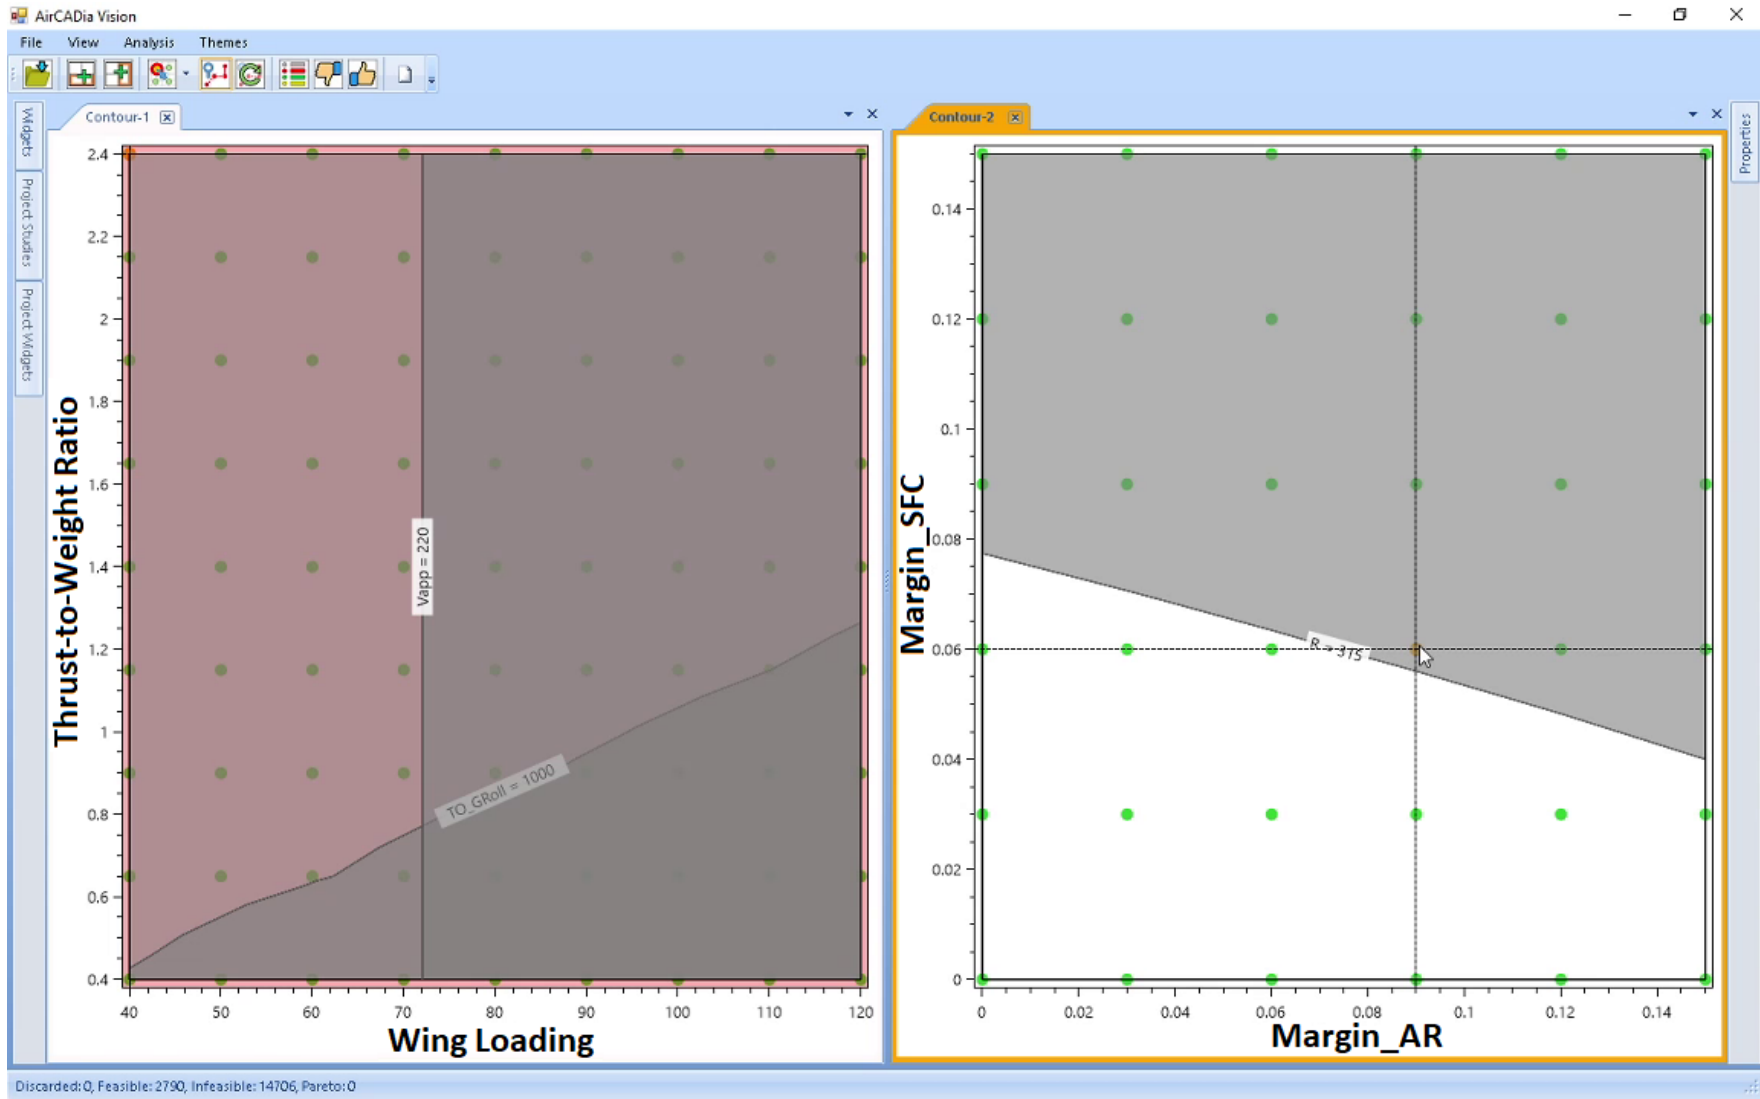 AirCADia Vision
File View Analysis Themes
Widgets
Project Studies
Project Widgets
Contour-1
Thrust-to-Weight Ratio
2.4
2.2
2
1.8
1.6
1.4
1.2
1
0.8
0.6
0.4
Vapp = 220
TO_GRoll = 1000
40 50 60 70 80 90 100 110 120
Wing Loading
Contour-2
Margin_SFC
0.14
0.12
0.1
0.08
0.06
0.04
0.02
0
R = 315
0 0.02 0.04 0.06 0.08 0.1 0.12 0.14
Margin_AR
Properties
Discarded:0, Feasible: 2790, Infeasible: 14706, Pareto:0